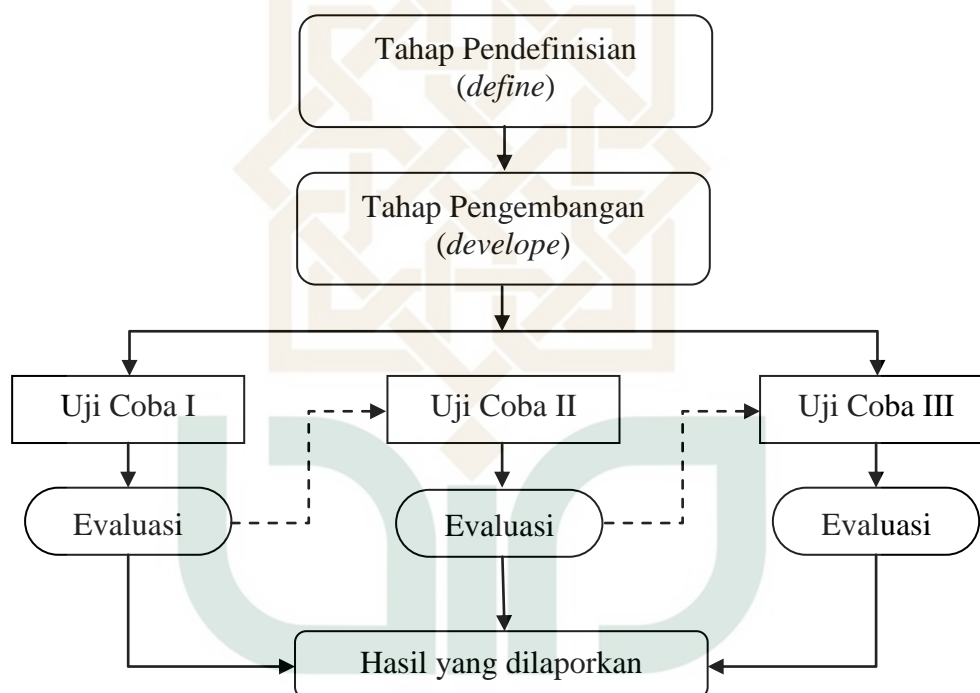 Tahap Pendefinisian
(define)
Tahap Pengembangan
(develope)
Uji Coba I
Uji Coba II
Uji Coba III
Evaluasi
Evaluasi
Evaluasi
Hasil yang dilaporkan